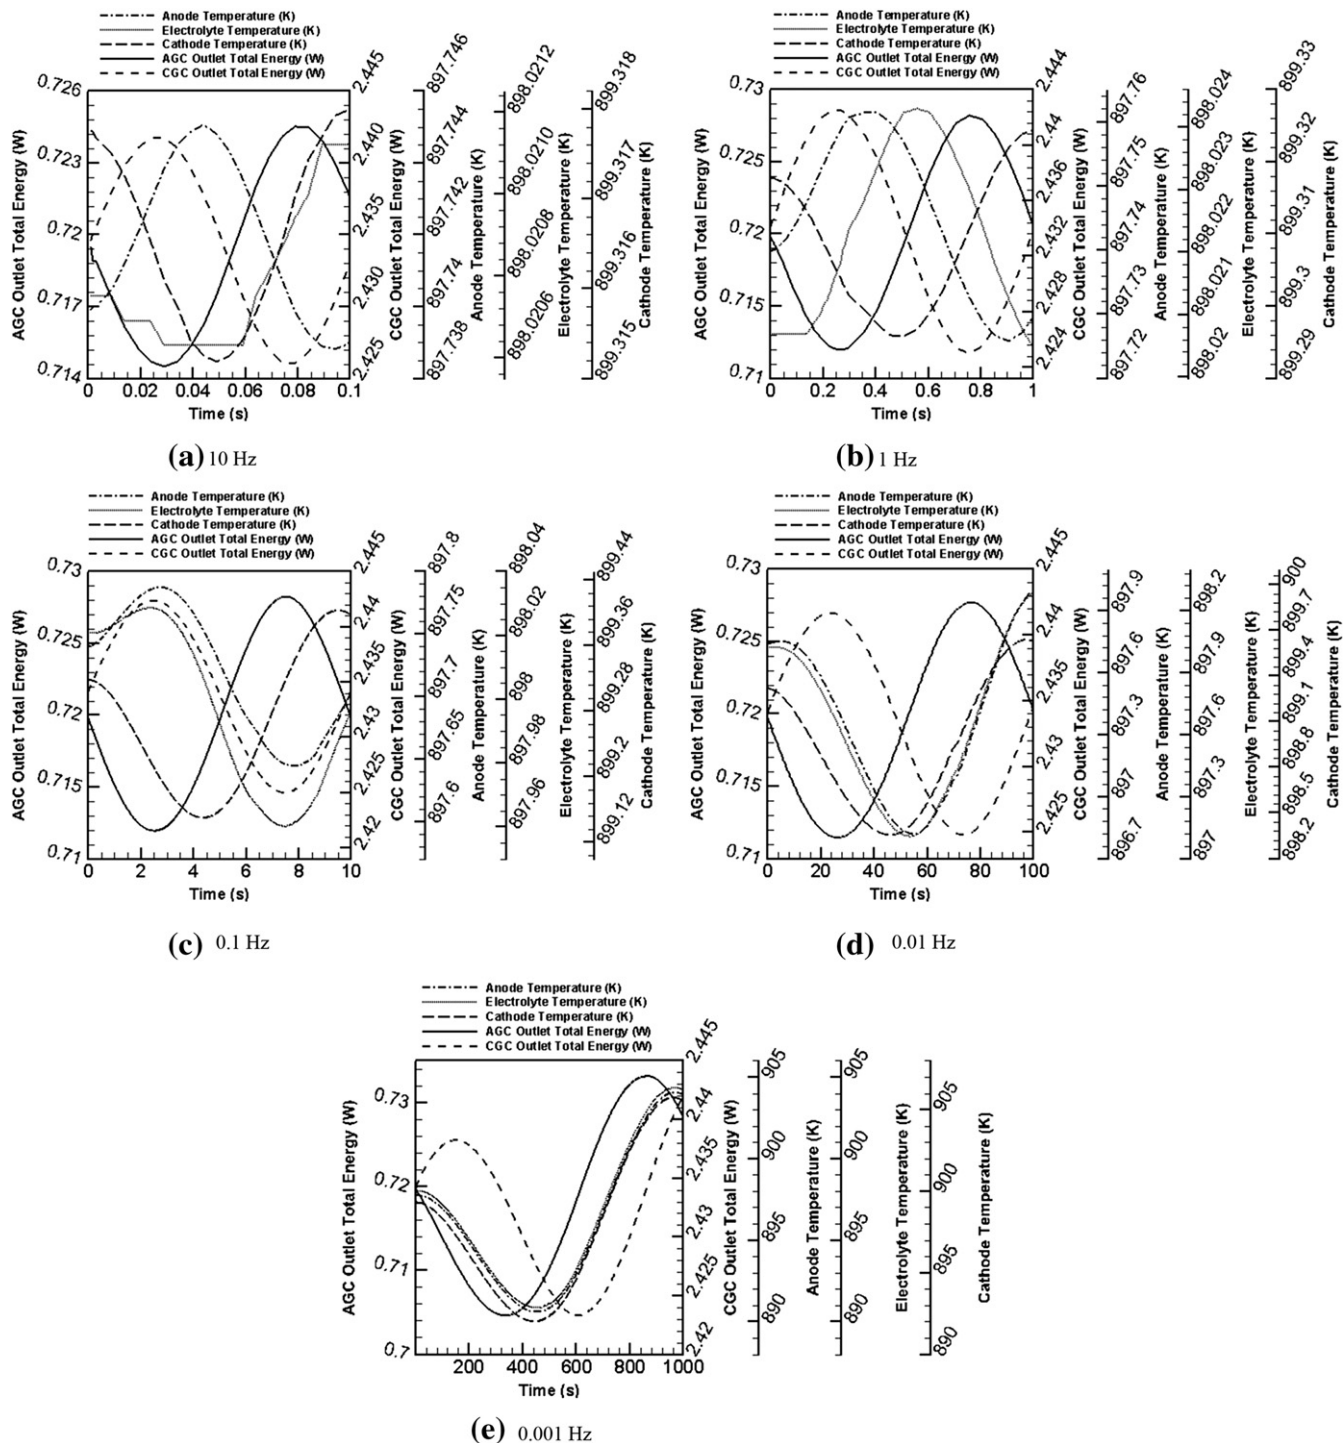 Anode Temperature (K)
Electrolyte Temperature (K)
Cathode Temperature (K)
AGC Outlet Total Energy (W)
CGC Outlet Total Energy (W)
AGC Outlet Total Energy (W)
0.726
0.723
0.72
0.717
0.714
0 0.02 0.04 0.06 0.08 0.1
Time (s)
2.445
2.440
2.435
2.430
2.425
CGC Outlet Total Energy (W)
897.746
897.744
897.742
897.74
897.738
Anode Temperature (K)
898.0212
898.0210
898.0208
898.0206
Electrolyte Temperature (K)
899.318
899.317
899.316
899.315
Cathode Temperature (K)
(a) 10 Hz
Anode Temperature (K)
Electrolyte Temperature (K)
Cathode Temperature (K)
AGC Outlet Total Energy (W)
CGC Outlet Total Energy (W)
AGC Outlet Total Energy (W)
0.73
0.725
0.72
0.715
0.71
0 0.2 0.4 0.6 0.8 1
Time (s)
2.444
2.44
2.436
2.432
2.428
2.424
CGC Outlet Total Energy (W)
897.76
897.75
897.74
897.73
897.72
Anode Temperature (K)
898.024
898.023
898.022
898.021
898.02
Electrolyte Temperature (K)
899.33
899.32
899.31
899.3
899.29
Cathode Temperature (K)
(b) 1 Hz
Anode Temperature (K)
Electrolyte Temperature (K)
Cathode Temperature (K)
AGC Outlet Total Energy (W)
CGC Outlet Total Energy (W)
AGC Outlet Total Energy (W)
0.73
0.725
0.72
0.715
0.71
0 2 4 6 8 10
Time (s)
2.445
2.44
2.435
2.43
2.425
2.42
CGC Outlet Total Energy (W)
897.8
897.75
897.7
897.65
897.6
Anode Temperature (K)
898.04
898.02
898
897.98
897.96
Electrolyte Temperature (K)
899.44
899.36
899.28
899.2
899.12
Cathode Temperature (K)
(c) 0.1 Hz
Anode Temperature (K)
Electrolyte Temperature (K)
Cathode Temperature (K)
AGC Outlet Total Energy (W)
CGC Outlet Total Energy (W)
AGC Outlet Total Energy (W)
0.73
0.725
0.72
0.715
0.71
0 20 40 60 80 100
Time (s)
2.445
2.44
2.435
2.43
2.425
CGC Outlet Total Energy (W)
897.9
897.6
897.3
897
896.7
Anode Temperature (K)
898.2
897.9
897.6
897.3
897
Electrolyte Temperature (K)
900
899.7
899.4
899.1
898.8
898.5
898.2
Cathode Temperature (K)
(d) 0.01 Hz
Anode Temperature (K)
Electrolyte Temperature (K)
Cathode Temperature (K)
AGC Outlet Total Energy (W)
CGC Outlet Total Energy (W)
AGC Outlet Total Energy (W)
0.73
0.72
0.71
0.7
200 400 600 800 1000
Time (s)
2.445
2.44
2.435
2.43
2.425
2.42
CGC Outlet Total Energy (W)
905
900
895
890
Anode Temperature (K)
905
900
895
890
Electrolyte Temperature (K)
905
900
895
890
Cathode Temperature (K)
(e) 0.001 Hz